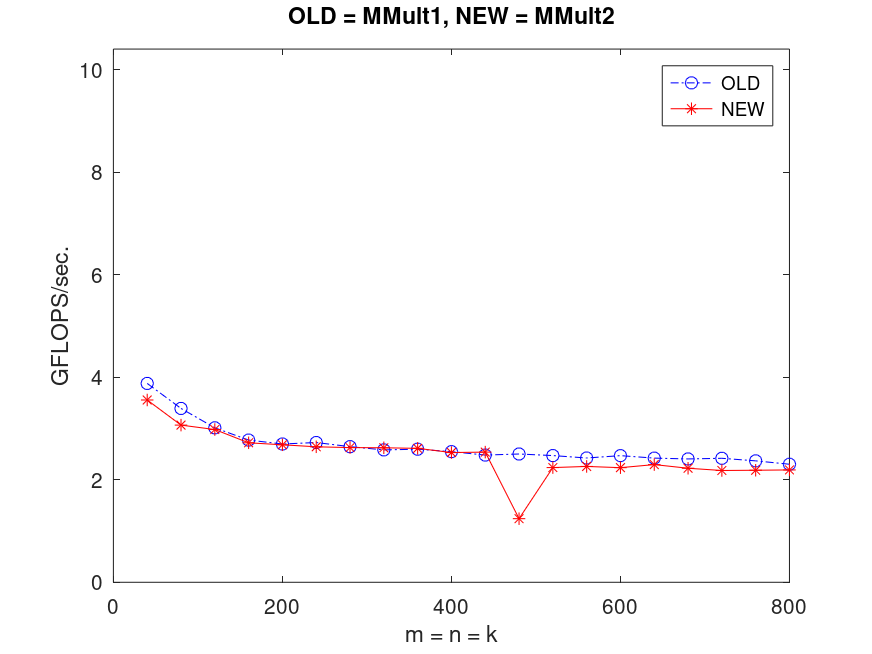 OLD = MMult1, NEW = MMult2
10
8
6
4
2
0
GFLOPS/sec.
OLD
NEW
0 200 400 600 800
m = n = k